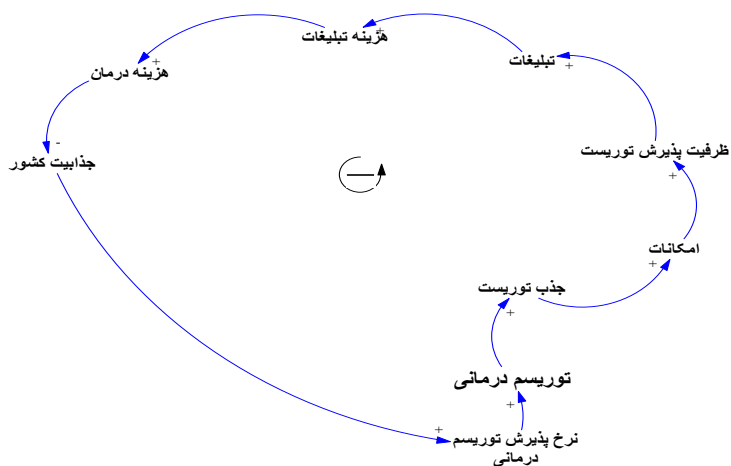 هزینه تبلیغات
+
تبلیغات
+
هزینه درمان
+
ظرفیت پذیرش توریست
+
جذابیت کشور
-
امکانات
+
جذب توریست
+
توریسم درمانی
+
نرخ پذیرش توریسم
درمانی
+